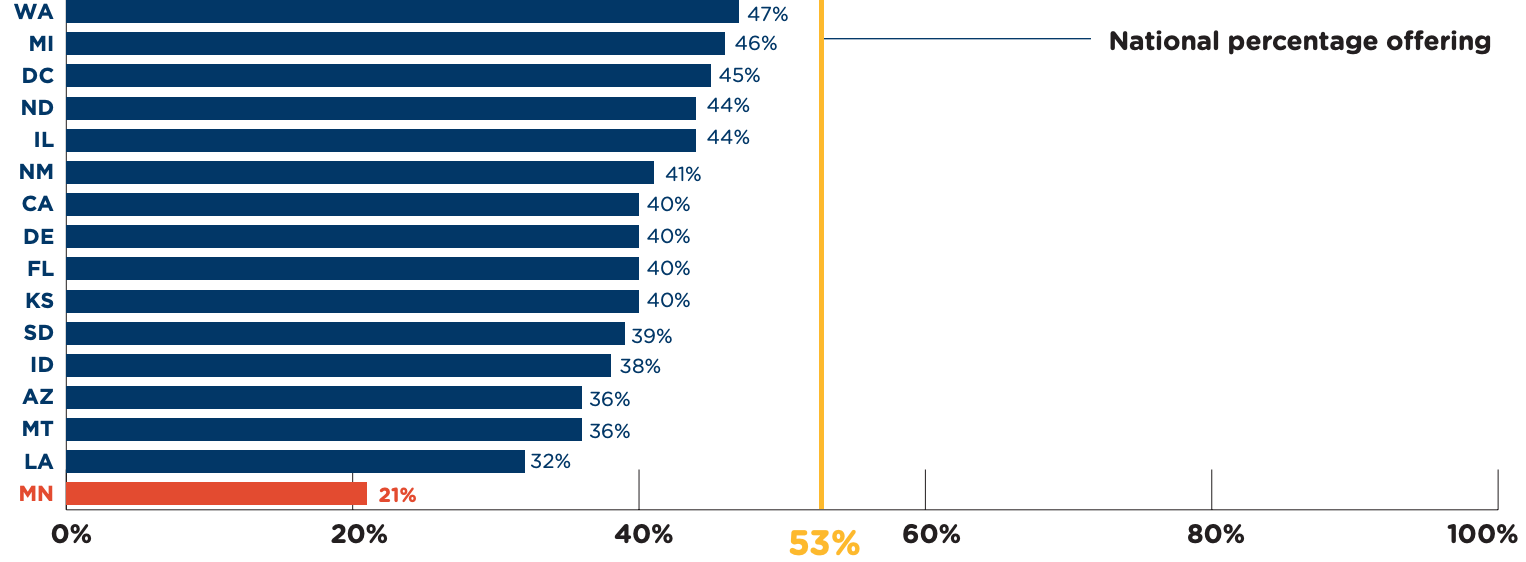 WA 47%
MI 46% National percentage offering
DC 45%
ND 44%
IL 44%
NM 41%
CA 40%
DE 40%
FL 40%
KS 40%
SD 39%
ID 38%
AZ 36%
MT 36%
LA 32%
MN 21%
0% 20% 40% 53% 60% 80% 100%